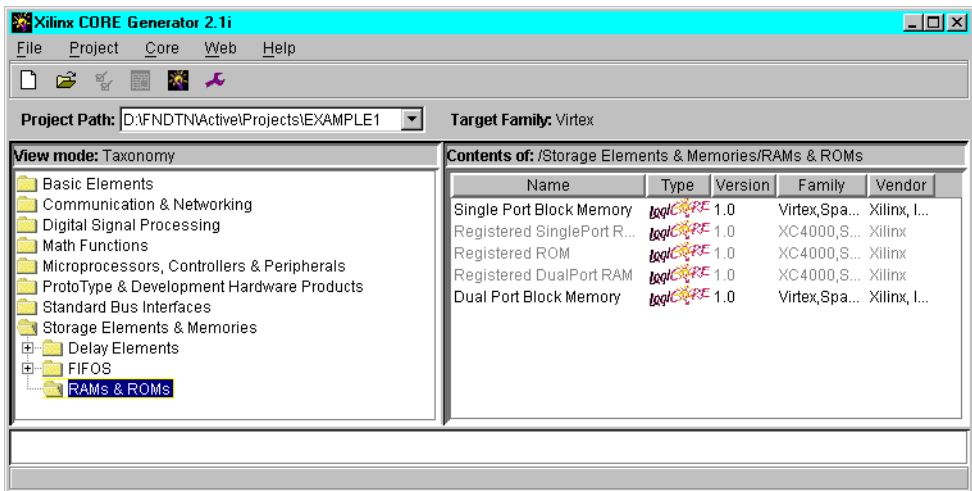 Xilinx CORE Generator 2.1i
File Project Core Web Help
Project Path: D:\FNDTN\Active\Projects\EXAMPLE1 Target Family: Virtex
View mode: Taxonomy
Basic Elements
Communication & Networking
Digital Signal Processing
Math Functions
Microprocessors, Controllers & Peripherals
ProtoType & Development Hardware Products
Standard Bus Interfaces
Storage Elements & Memories
Delay Elements
FIFOS
RAMs & ROMs
Contents of: /Storage Elements & Memories/RAMs & ROMs
Name Type Version Family Vendor
Single Port Block Memory logiCORE 1.0 Virtex,Spa... Xilinx, I...
Registered SinglePort R... logiCORE 1.0 XC4000,S... Xilinx
Registered ROM logiCORE 1.0 XC4000,S... Xilinx
Registered DualPort RAM logiCORE 1.0 XC4000,S... Xilinx
Dual Port Block Memory logiCORE 1.0 Virtex,Spa... Xilinx, I...